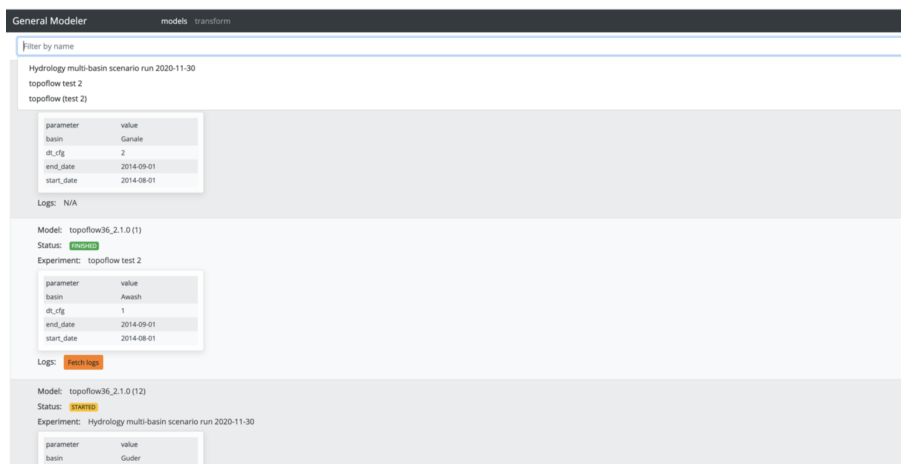 General Modeler models transform
Filter by name
Hydrology multi-basin scenario run 2020-11-30
topoflow test 2
topoflow (test 2)
parameter value
basin Ganale
dt_cfg 2
end_date 2014-09-01
start_date 2014-08-01
Logs: N/A
Model: topoflow36_2.1.0 (1)
Status: FINISHED
Experiment: topoflow test 2
parameter value
basin Awash
dt_cfg 1
end_date 2014-09-01
start_date 2014-08-01
Logs: Fetch logs
Model: topoflow36_2.1.0 (12)
Status: STARTED
Experiment: Hydrology multi-basin scenario run 2020-11-30
parameter value
basin Guder